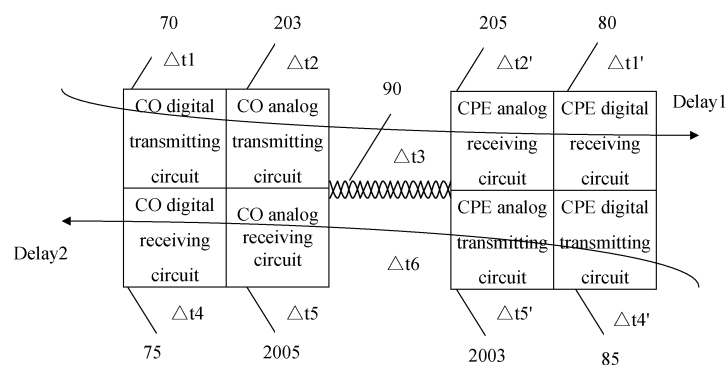 70 203 205 80
△t1 △t2 △t2' △t1'
90
CO digital transmitting circuit
CO analog transmitting circuit
CPE analog receiving circuit
CPE digital receiving circuit
Delay1
△t3
CO digital receiving circuit
CO analog receiving circuit
CPE analog transmitting circuit
CPE digital transmitting circuit
Delay2
△t6
△t4 △t5 △t5' △t4'
75 2005 2003 85